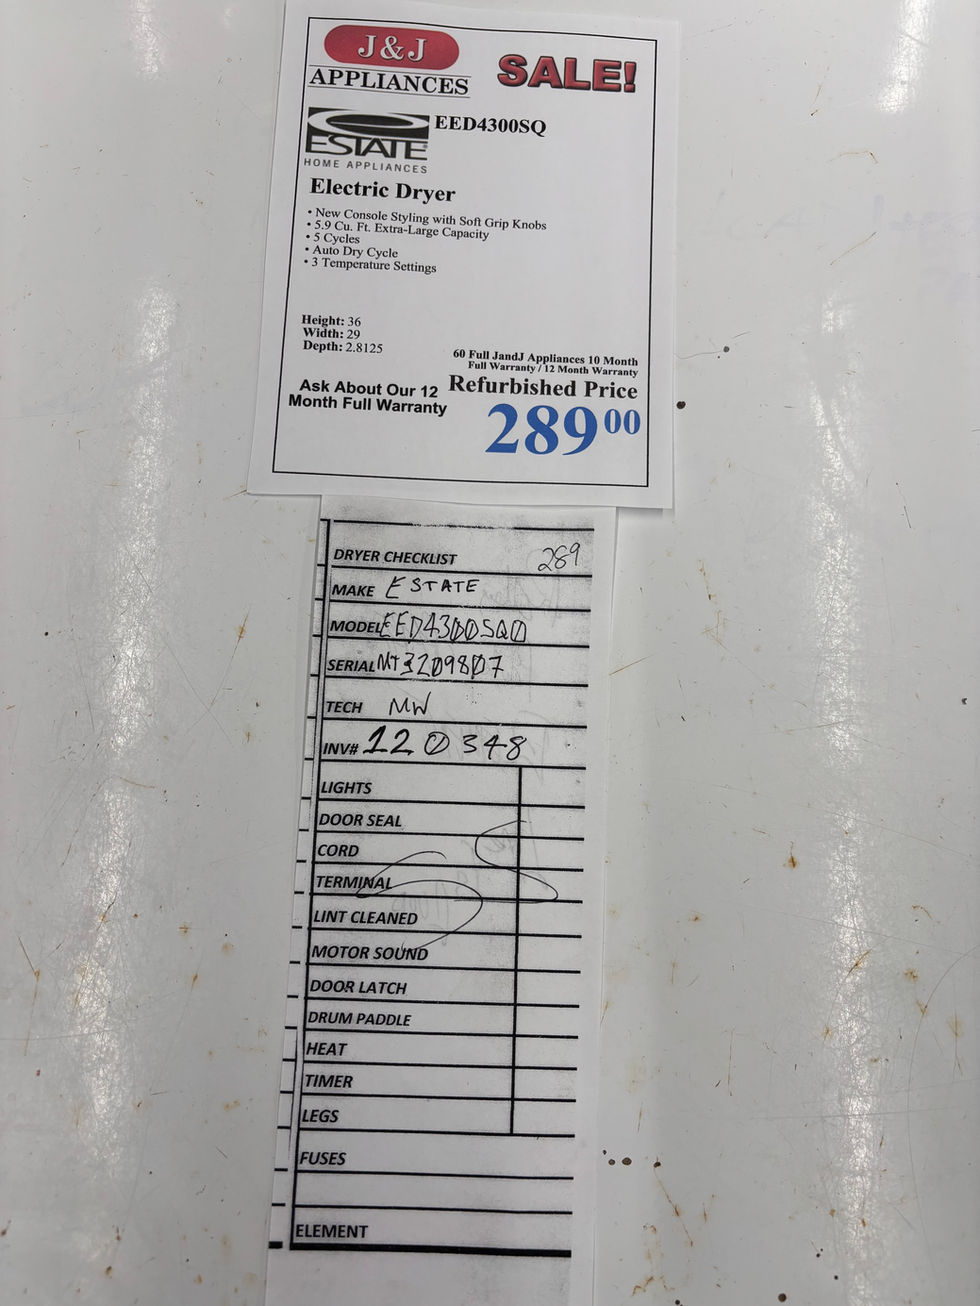 J&J
APPLIANCES
SALE!
ESTATE®
HOME APPLIANCES
EED4300SQ
Electric Dryer
• New Console Styling with Soft Grip Knobs
• 5.9 Cu. Ft. Extra-Large Capacity
• 5 Cycles
• Auto Dry Cycle
• 3 Temperature Settings
Height: 36
Width: 29
Depth: 2.8125
60 Full JandJ Appliances 10 Month
Full Warranty / 12 Month Warranty
Ask About Our 12
Month Full Warranty
Refurbished Price
289 00
DRYER CHECKLIST 289
MAKE ESTATE
MODEL EED4300SQ0
SERIAL MT3209807
TECH MW
INV# 120348
LIGHTS
DOOR SEAL
CORD
TERMINAL
LINT CLEANED
MOTOR SOUND
DOOR LATCH
DRUM PADDLE
HEAT
TIMER
LEGS
FUSES
ELEMENT